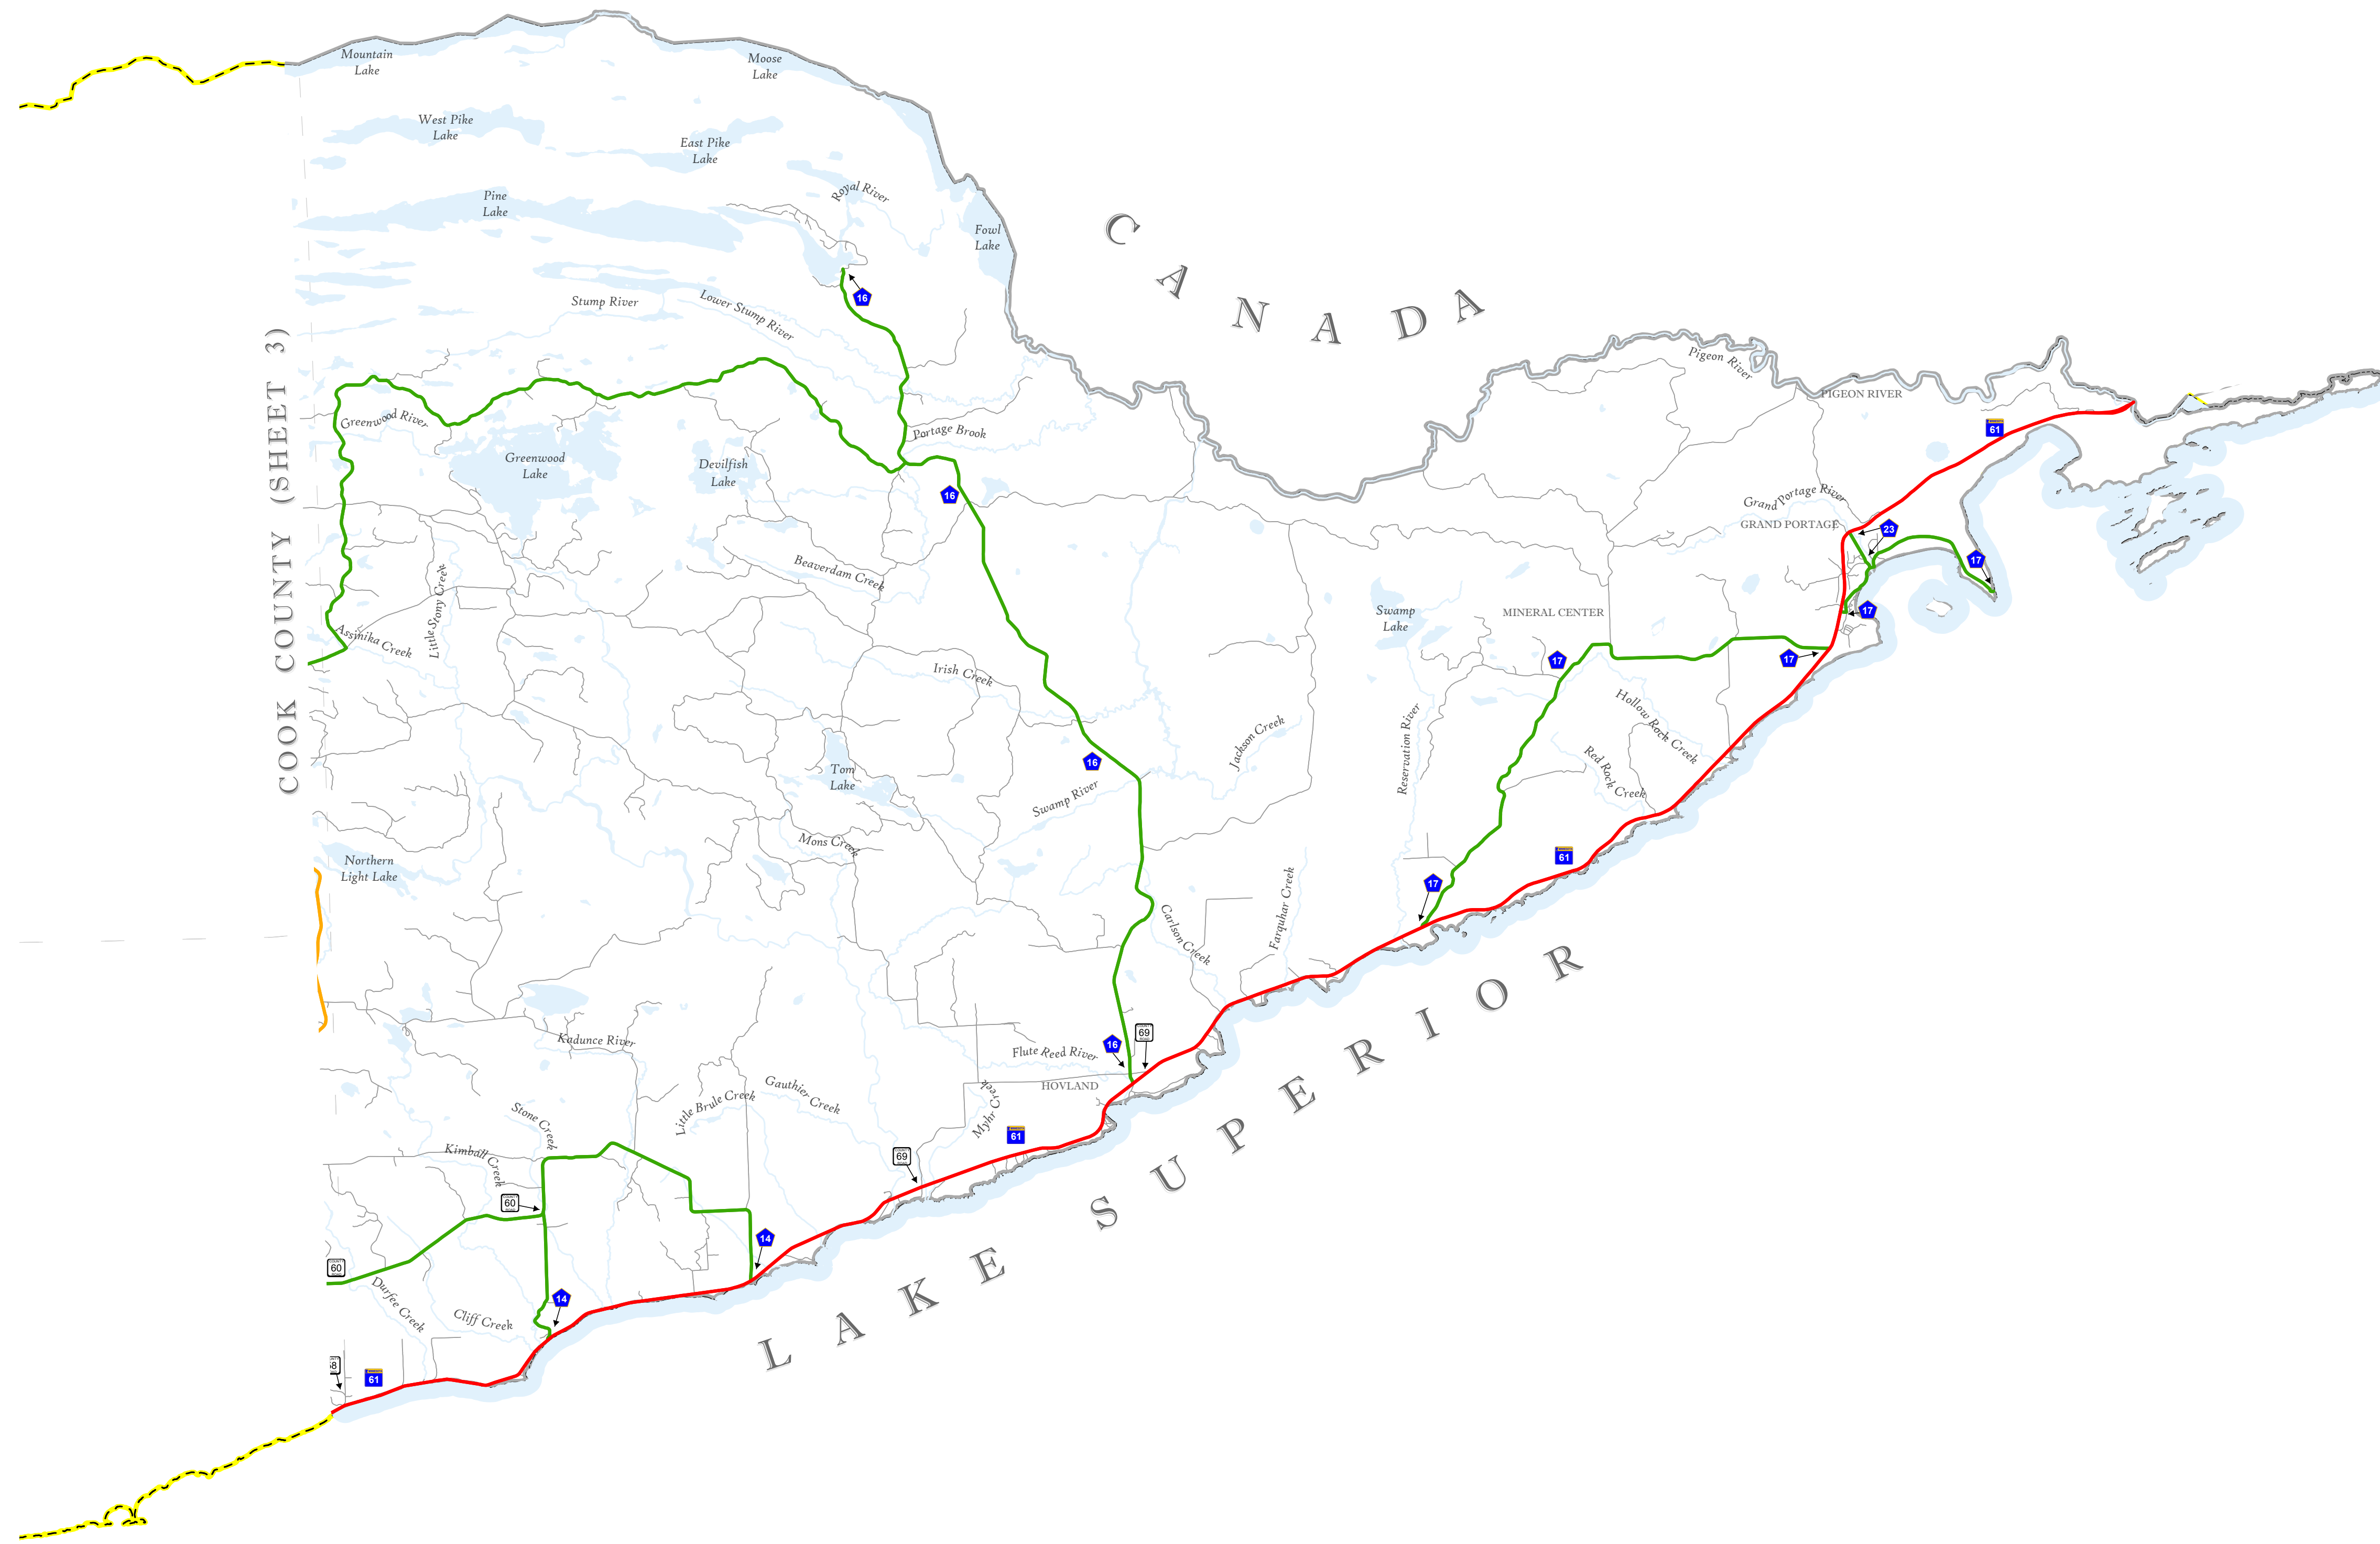 Mountain
Lake
Moose
Lake
West Pike
Lake
East Pike
Lake
Royal River
Pine
Lake
Fowl
Lake
CANADA
16
Stump River
Lower Stump River
COOK COUNTY (SHEET 3)
Pigeon River
PIGEON RIVER
Greenwood River
61
Portage Brook
Greenwood
Lake
Devilfish
Lake
16
Grand Portage River
GRAND PORTAGE
23
17
Beaverdam Creek
Little Stony Creek
Swamp
Lake
MINERAL CENTER
17
Assinika Creek
17
17
Irish Creek
Hollow Rock Creek
Jackson Creek
Reservation River
Red Rock Creek
16
Tom
Lake
Swamp River
Mons Creek
61
Northern
Light Lake
17
Carlson Creek
Farquhar Creek
LAKE SUPERIOR
Kadunce River
16
69
Flute Reed River
HOVLAND
Gauthier Creek
Little Brule Creek
Myhr Creek
Stone Creek
61
Kimball Creek
69
60
14
60
Durfee Creek
14
Cliff Creek
61